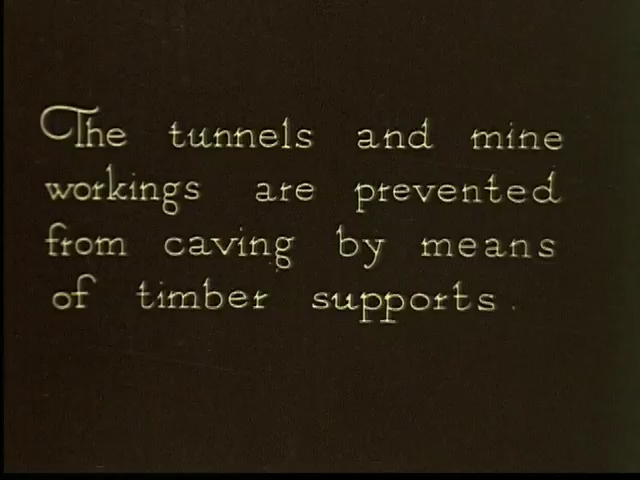 The tunnels and mine
workings are prevented
from caving by means
of timber supports.